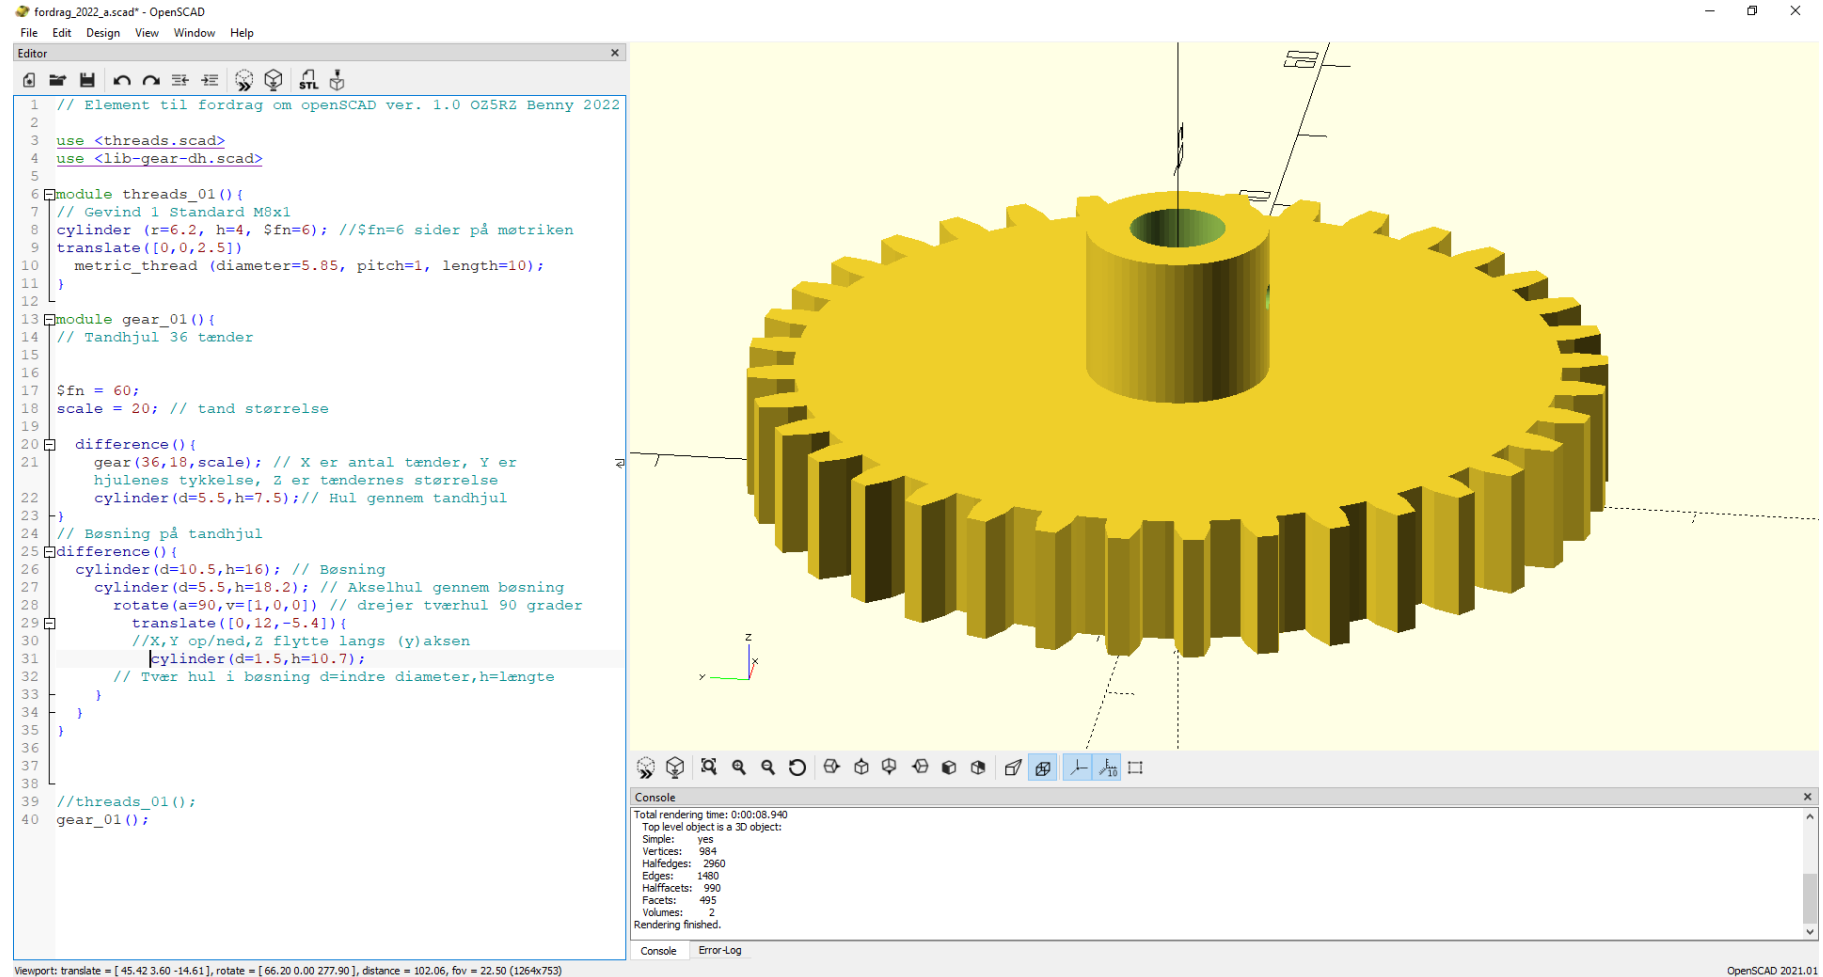 fordrag_2022_a.scad* - OpenSCAD
File Edit Design View Window Help
Editor
STL
1 // Element til fordrag om openSCAD ver. 1.0 OZ5RZ Benny 2022
2
3 use <threads.scad>
4 use <lib-gear-dh.scad>
5
6 module threads_01(){
7 // Gevind 1 Standard M8x1
8 cylinder (r=6.2, h=4, $fn=6); //$fn=6 sider på møtriken
9 translate([0,0,2.5])
10 metric_thread (diameter=5.85, pitch=1, length=10);
11 }
12
13 module gear_01(){
14 // Tandhjul 36 tænder
15
16
17 $fn = 60;
18 scale = 20; // tand størrelse
19
20 difference(){
21 gear(36,18,scale); // X er antal tænder, Y er
hjulenes tykkelse, Z er tændernes størrelse
22 cylinder(d=5.5,h=7.5);// Hul gennem tandhjul
23 }
24 // Bøsning på tandhjul
25 difference(){
26 cylinder(d=10.5,h=16); // Bøsning
27 cylinder(d=5.5,h=18.2); // Akselhul gennem bøsning
28 rotate(a=90,v=[1,0,0]) // drejer tværhul 90 grader
29 translate([0,12,-5.4]){
30 //X,Y op/ned,Z flytte langs (y)aksen
31 cylinder(d=1.5,h=10.7);
32 // Tvær hul i bøsning d=indre diameter,h=længte
33 }
34 }
35 }
36
37
38
39 //threads_01();
40 gear_01();
z
x
y
10
Console
Total rendering time: 0:00:08.940
Top level object is a 3D object:
Simple: yes
Vertices: 984
Halfedges: 2960
Edges: 1480
Halffacets: 990
Facets: 495
Volumes: 2
Rendering finished.
Console Error-Log
Viewport: translate = [ 45.42 3.60 -14.61 ], rotate = [ 66.20 0.00 277.90 ], distance = 102.06, fov = 22.50 (1264x753)
OpenSCAD 2021.01